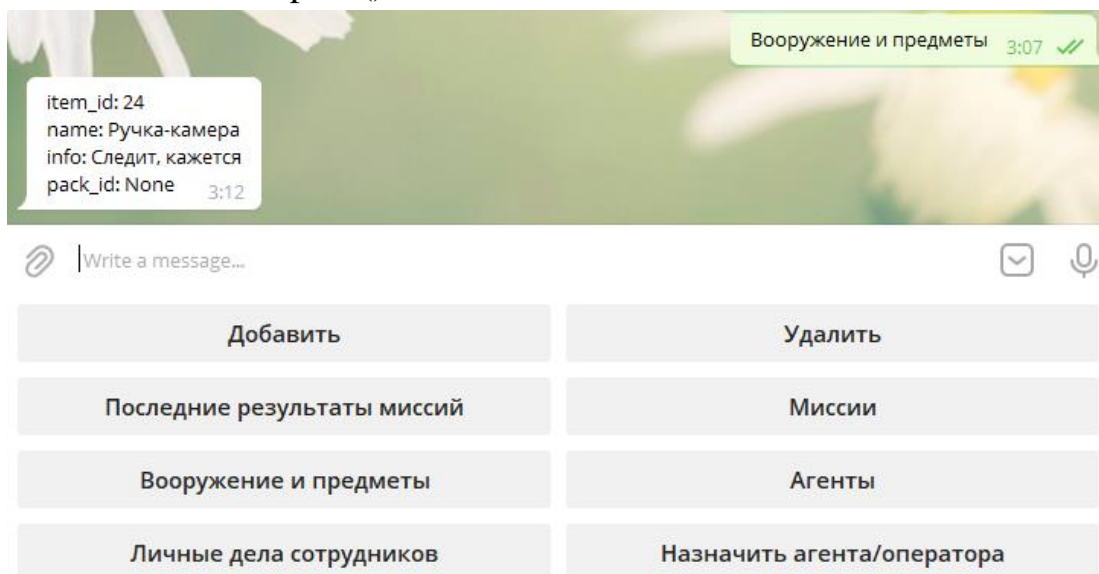 Вооружение и предметы 3:07
item_id: 24
name: Ручка-камера
info: Следит, кажется
pack_id: None 3:12
Write a message...
Добавить Удалить
Последние результаты миссий Миссии
Вооружение и предметы Агенты
Личные дела сотрудников Назначить агента/оператора